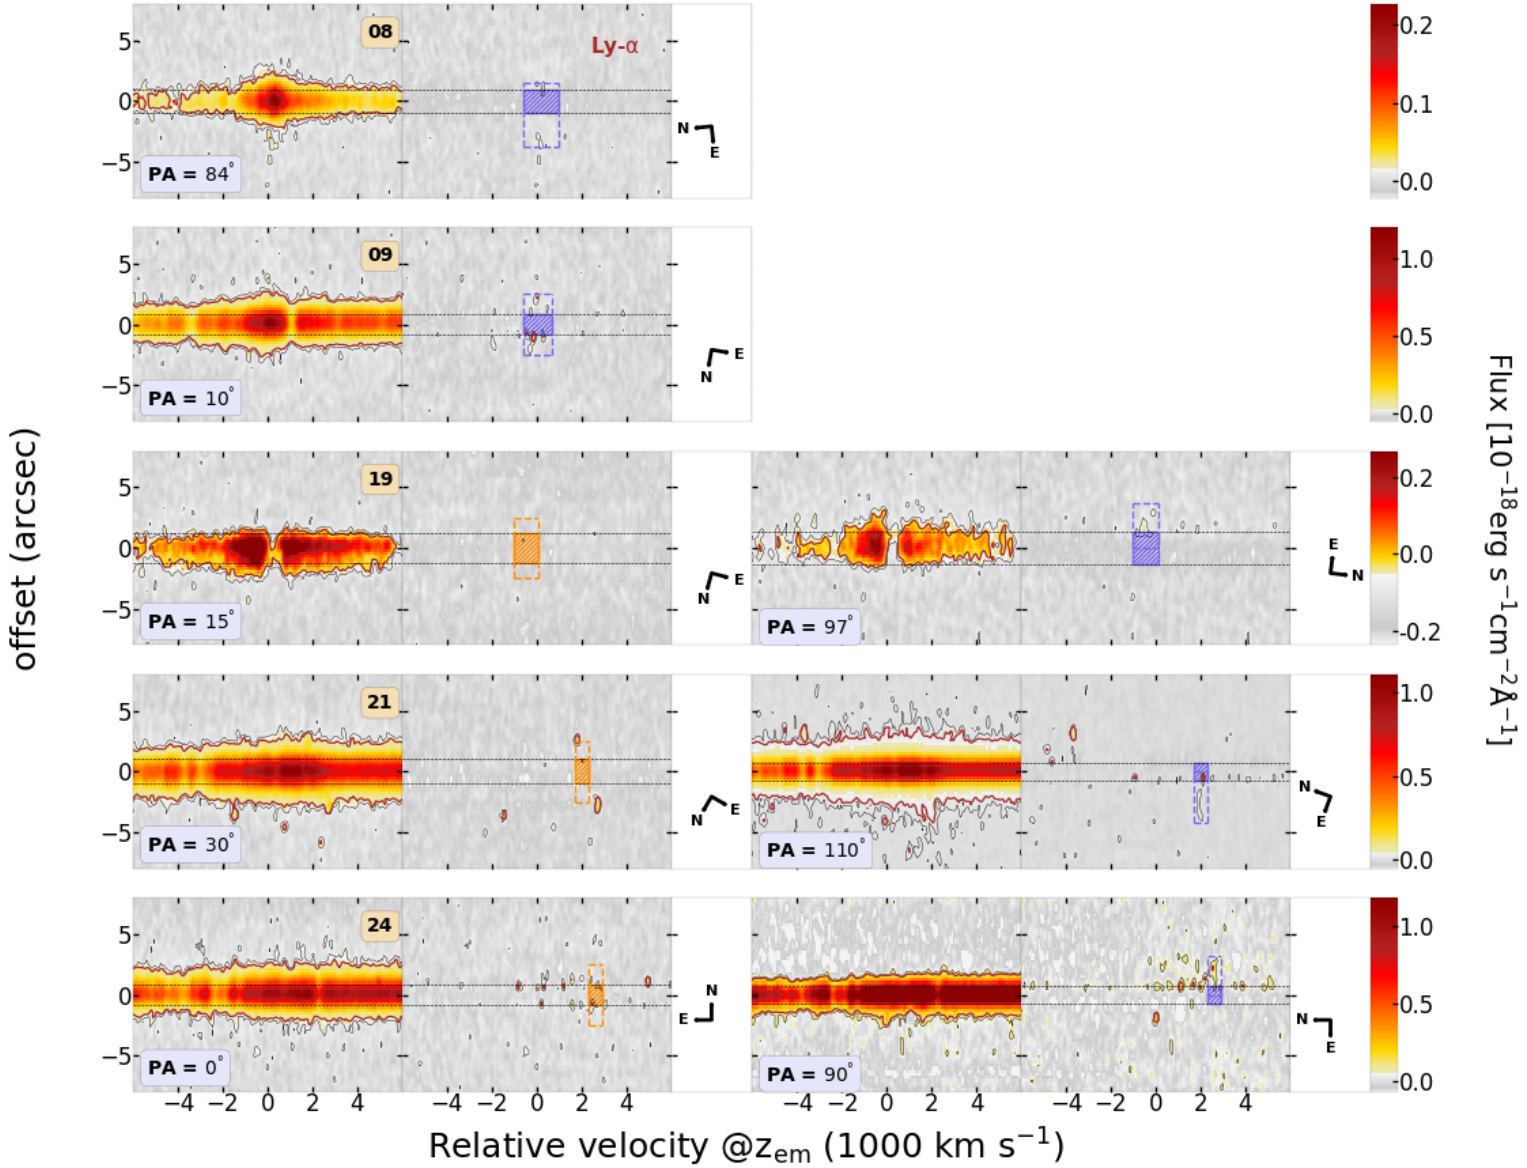 08
Ly-α
5
0
−5
PA = 84°
N
E
0.2
0.1
0.0
09
5
0
−5
PA = 10°
E
N
1.0
0.5
0.0
19
5
0
−5
PA = 15°
E
N
PA = 97°
E
N
0.2
0.0
-0.2
21
5
0
−5
PA = 30°
N
E
PA = 110°
N
E
1.0
0.5
0.0
24
5
0
−5
PA = 0°
N
E
PA = 90°
N
E
1.0
0.5
0.0
−4 −2 0 2 4 −4 −2 0 2 4 −4 −2 0 2 4 −4 −2 0 2 4
Relative velocity @z_em (1000 km s⁻¹)
offset (arcsec)
Flux [10⁻¹⁸erg s⁻¹cm⁻²Å⁻¹]